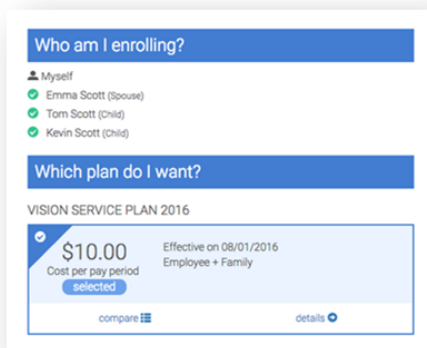 Who am I enrolling?
Myself
Emma Scott (Spouse)
Tom Scott (Child)
Kevin Scott (Child)
Which plan do I want?
VISION SERVICE PLAN 2016
$10.00
Cost per pay period
selected
Effective on 08/01/2016
Employee + Family
compare
details